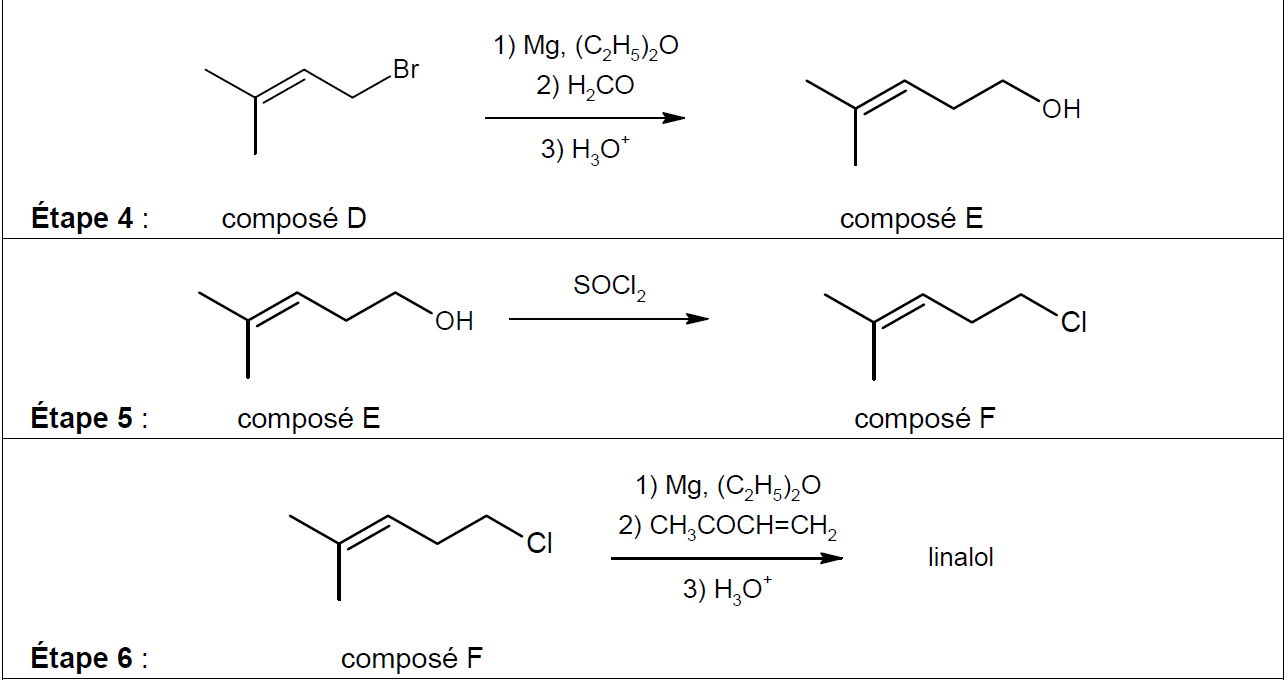 1) Mg, (C₂H₅)₂O
2) H₂CO
3) H₃O⁺
Br
OH
Étape 4 : composé D composé E
SOCl₂
OH
Cl
Étape 5 : composé E composé F
1) Mg, (C₂H₅)₂O
2) CH₃COCH=CH₂
3) H₃O⁺
Cl
linalol
Étape 6 : composé F